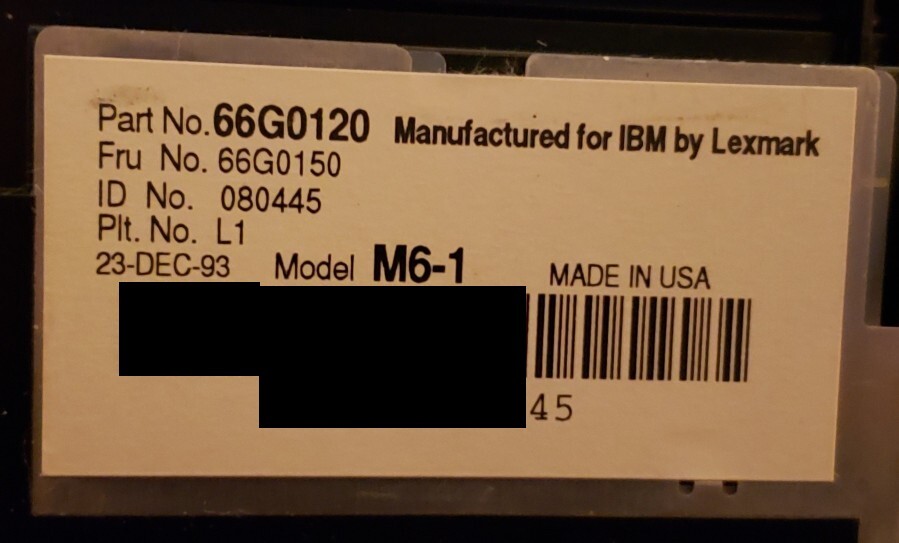 Part No. 66G0120 Manufactured for IBM by Lexmark
Fru No. 66G0150
ID No. 080445
Plt. No. L1
23-DEC-93 Model M6-1 MADE IN USA
45